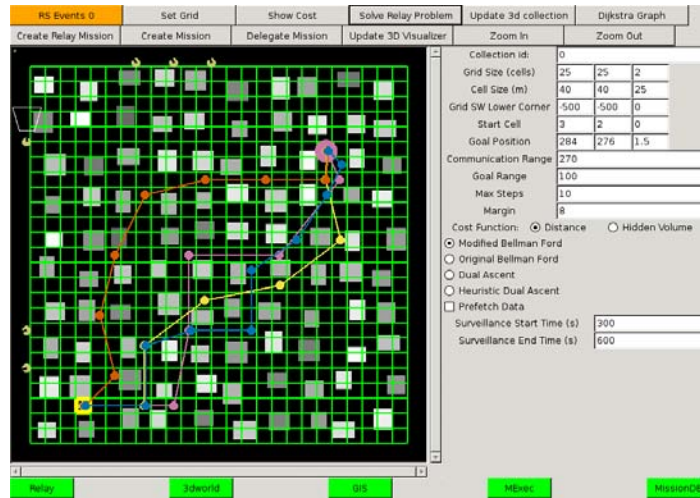 RS Events 0 Set Grid Show Cost Solve Relay Problem Update 3d collection Dijkstra Graph
Create Relay Mission Create Mission Delegate Mission Update 3D Visualizer Zoom In Zoom Out
Collection id: 0
Grid Size (cells) 25 25 2
Cell Size (m) 40 40 25
Grid SW Lower Corner -500 -500 0
Start Cell 3 2 0
Goal Position 284 276 1.5
Communication Range 270
Goal Range 100
Max Steps 10
Margin 8
Cost Function: Distance Hidden Volume
Modified Bellman Ford
Original Bellman Ford
Dual Ascent
Heuristic Dual Ascent
Prefetch Data
Surveillance Start Time (s) 300
Surveillance End Time (s) 600
Relay 3dworld GIS MExec MissionDB